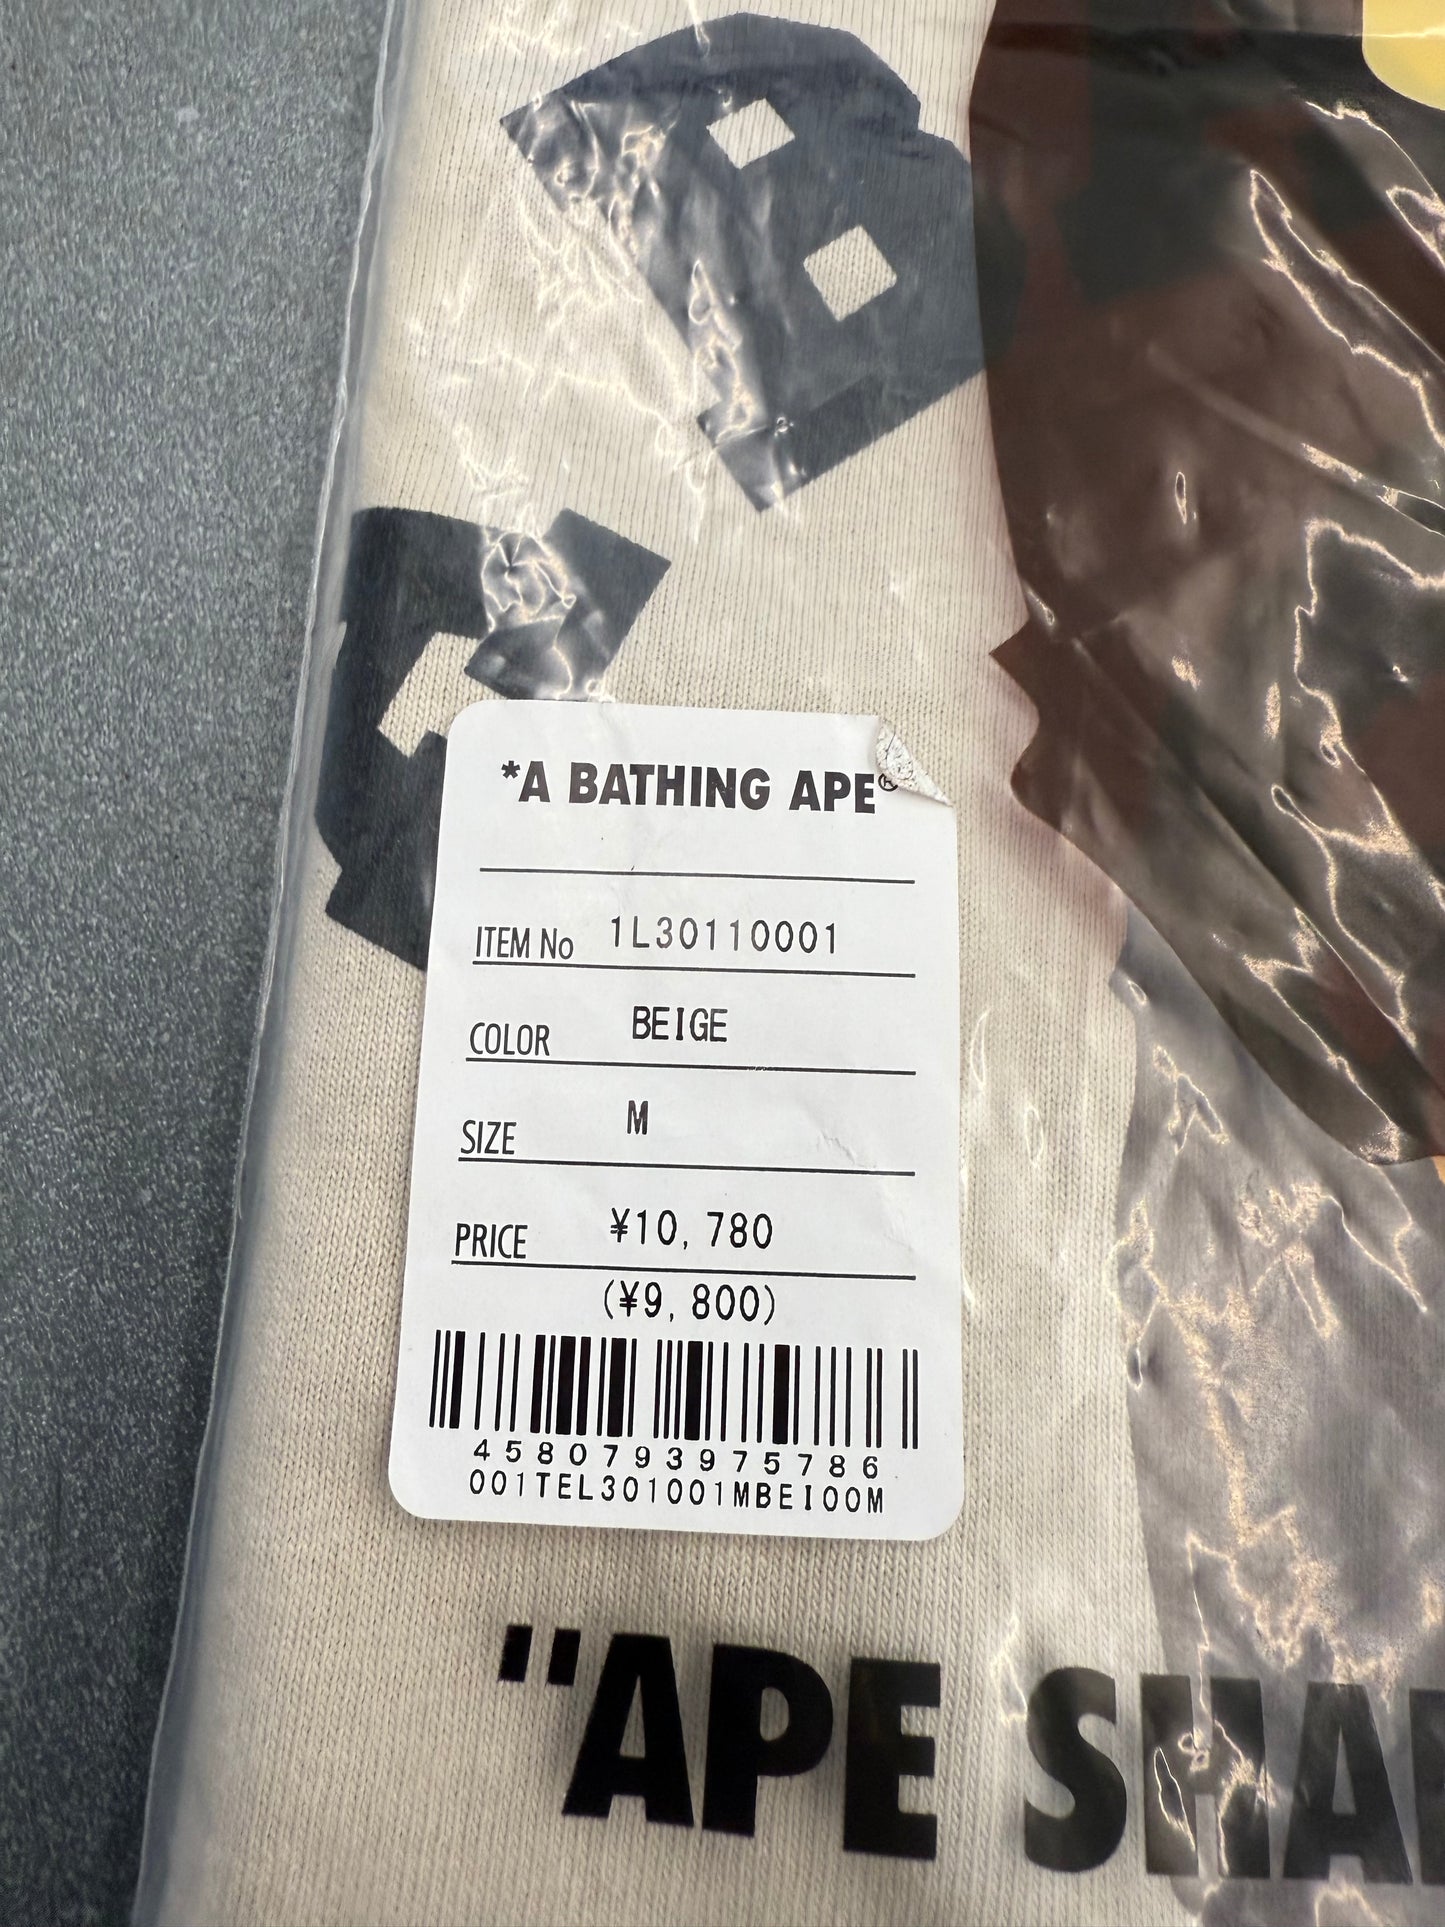 B
*A BATHING APE®
ITEM No 1L30110001
COLOR BEIGE
SIZE M
PRICE ¥10,780
(¥9,800)
4580793975786
001TEL301001MBEI00M
"APE SHA